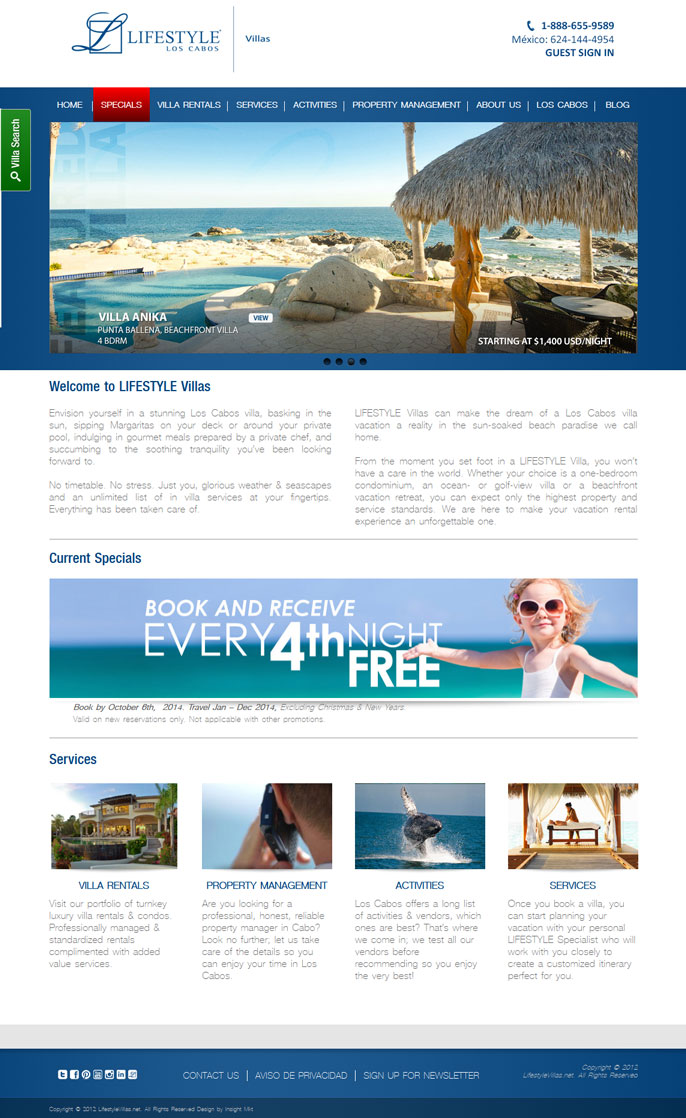 LIFESTYLE
LOS CABOS
Villas
1-888-655-9589
México: 624-144-4954
GUEST SIGN IN
HOME | SPECIALS | VILLA RENTALS | SERVICES | ACTIVITIES | PROPERTY MANAGEMENT | ABOUT US | LOS CABOS | BLOG
Villa Search
FEATURED
VILLA
VILLA ANIKA
VIEW
PUNTA BALLENA, BEACHFRONT VILLA
4 BDRM
STARTING AT $1,400 USD/NIGHT
Welcome to LIFESTYLE Villas
Envision yourself in a stunning Los Cabos villa, basking in the
sun, sipping Margaritas on your deck or around your private
pool, indulging in gourmet meals prepared by a private chef, and
succumbing to the soothing tranquility you've been looking
forward to.
No timetable. No stress. Just you, glorious weather & seascapes
and an unlimited list of in villa services at your fingertips.
Everything has been taken care of.
LIFESTYLE Villas can make the dream of a Los Cabos villa
vacation a reality in the sun-soaked beach paradise we call
home.
From the moment you set foot in a LIFESTYLE Villa, you won't
have a care in the world. Whether your choice is a one-bedroom
condominium, an ocean- or golf-view villa or a beachfront
vacation retreat, you can expect only the highest property and
service standards. We are here to make your vacation rental
experience an unforgettable one.
Current Specials
BOOK AND RECEIVE
EVERY 4th NIGHT
FREE
Book by October 6th, 2014. Travel Jan – Dec 2014, Excluding Christmas & New Years.
Valid on new reservations only. Not applicable with other promotions.
Services
VILLA RENTALS
Visit our portfolio of turnkey
luxury villa rentals & condos.
Professionally managed &
standardized rentals
complimented with added
value services.
PROPERTY MANAGEMENT
Are you looking for a
professional, honest, reliable
property manager in Cabo?
Look no further, let us take
care of the details so you
can enjoy your time in Los
Cabos.
ACTIVITIES
Los Cabos offers a long list
of activities & vendors, which
ones are best? That's where
we come in; we test all our
vendors before
recommending so you enjoy
the very best!
SERVICES
Once you book a villa, you
can start planning your
vacation with your personal
LIFESTYLE Specialist who will
work with you closely to
create a customized itinerary
perfect for you.
CONTACT US | AVISO DE PRIVACIDAD | SIGN UP FOR NEWSLETTER
Copyright © 2012
LifestyleVillas.net. All Rights Reserved
Copyright © 2012 LifestyleVillas.net. All Rights Reserved Design by Insight Mkt